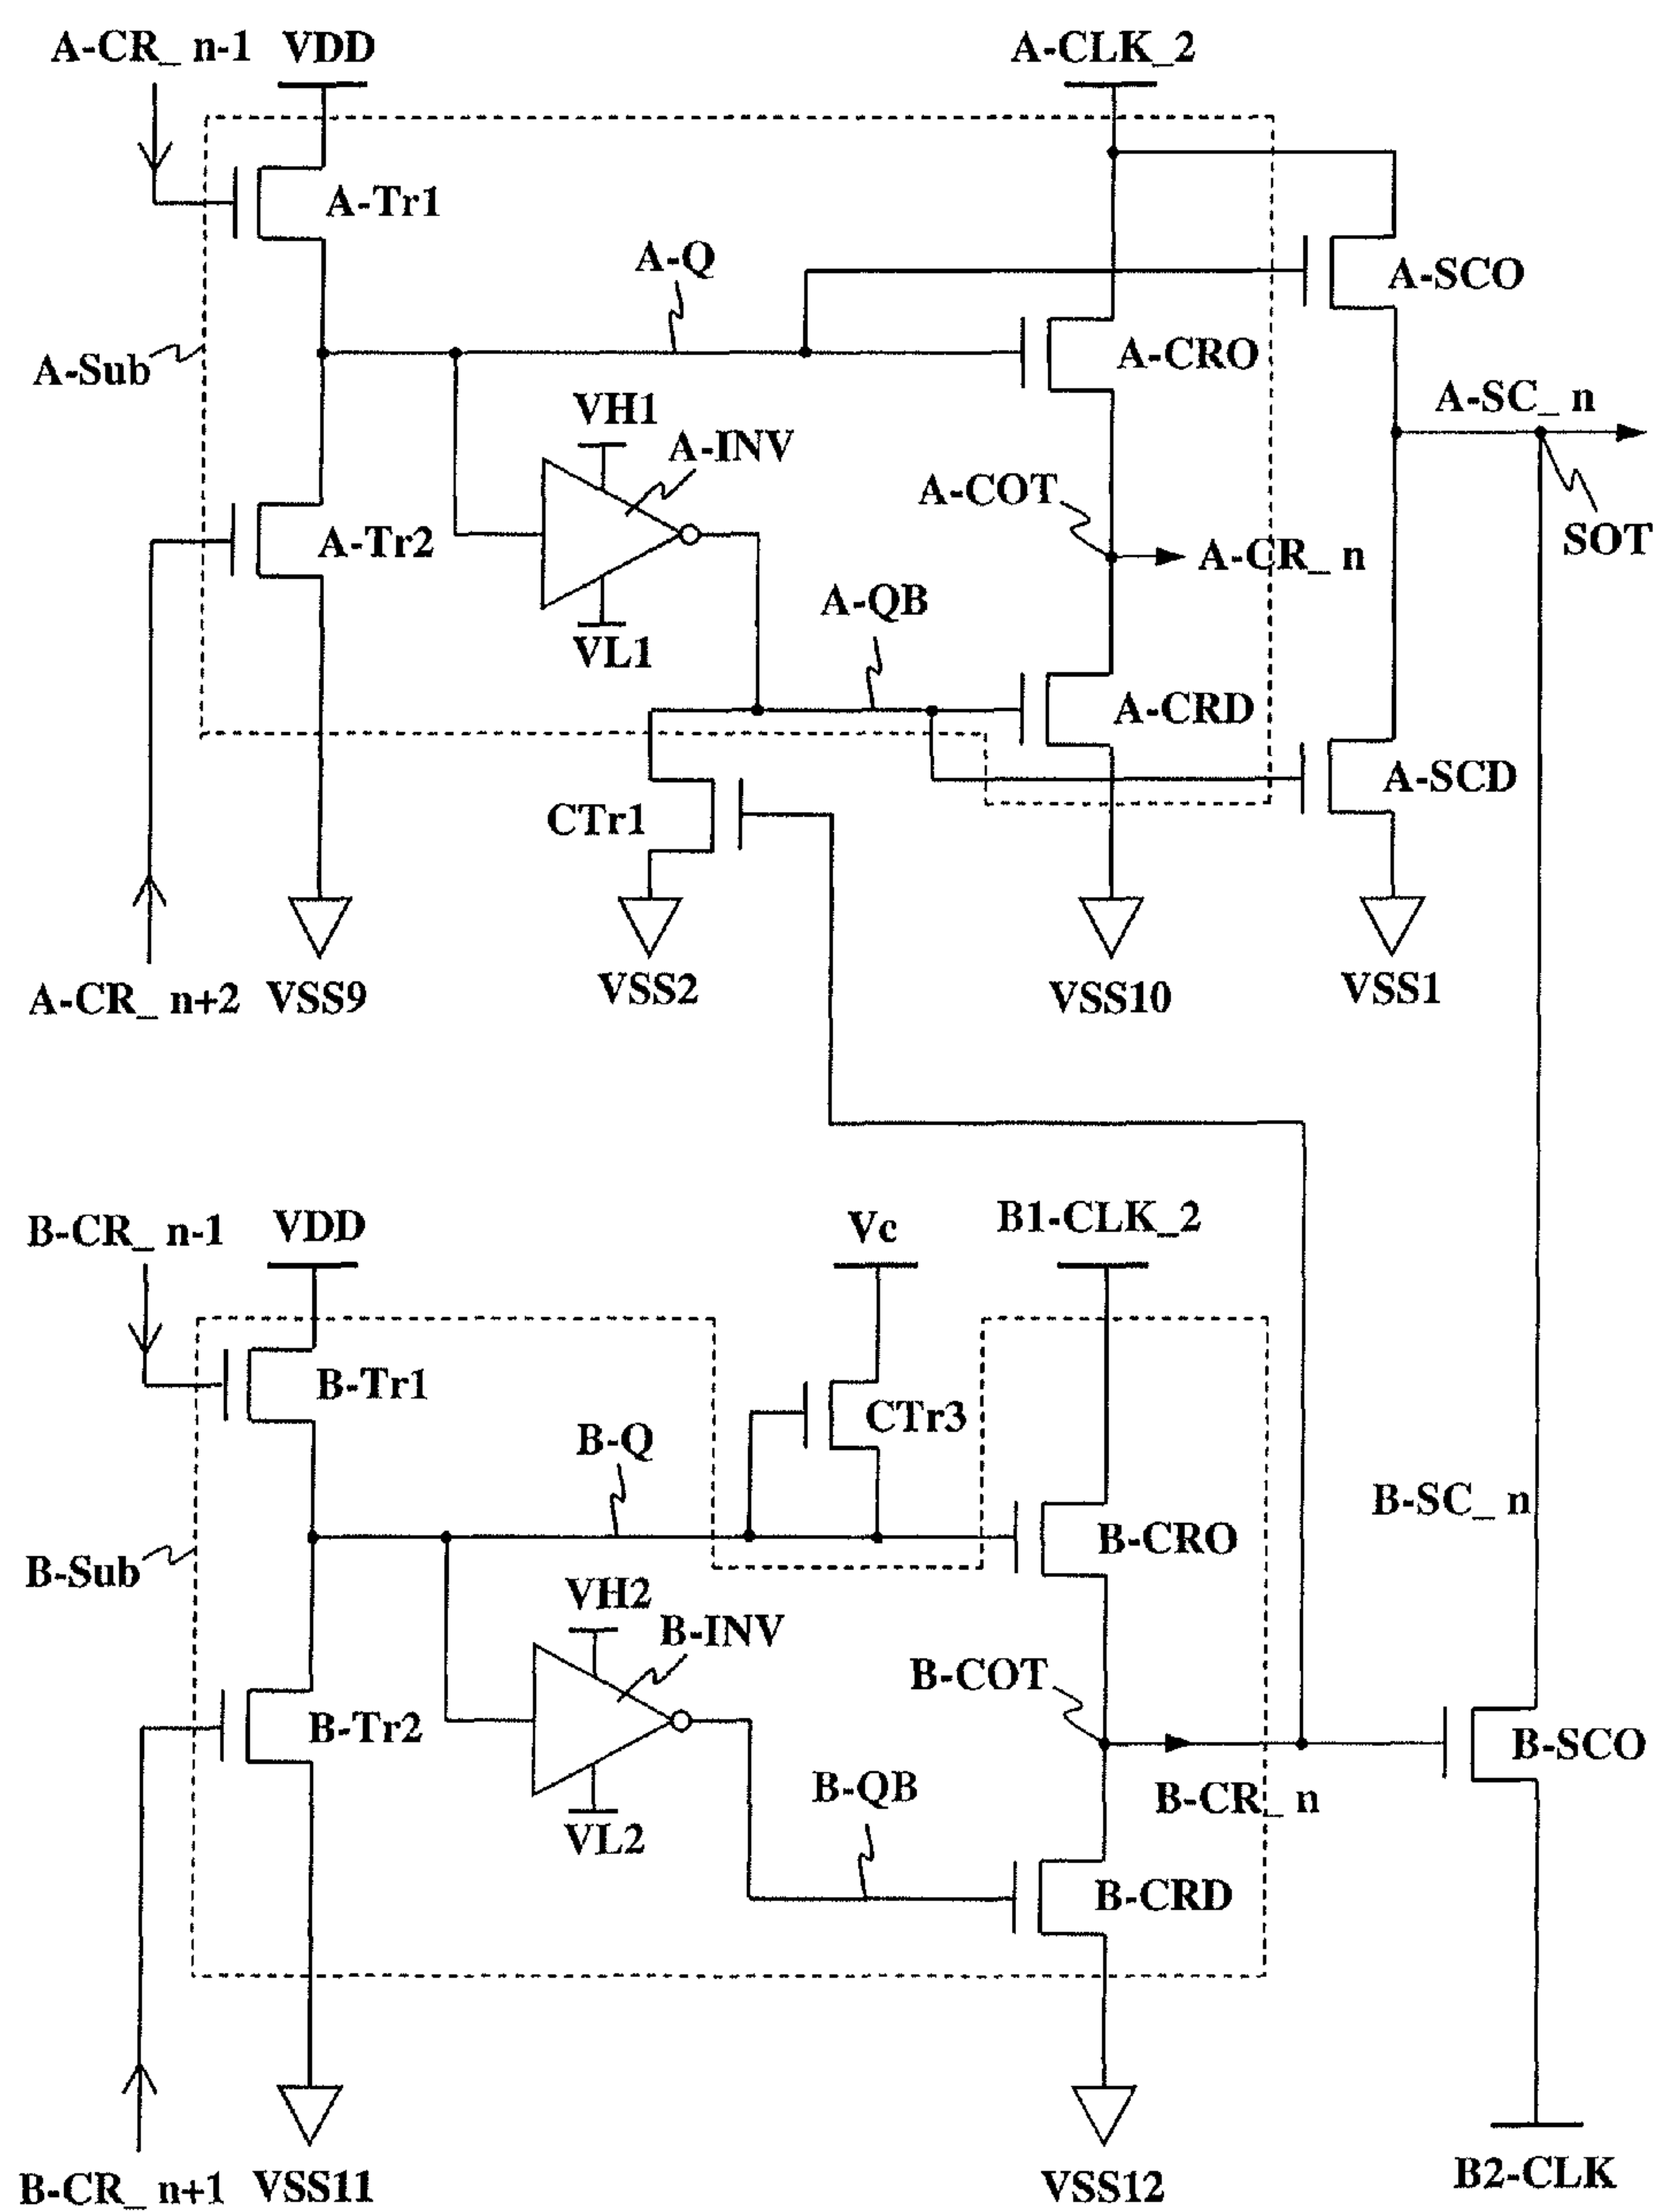 A-CR_ n-1
VDD
A-CLK_2
A-Tr1
A-Q
A-SCO
A-Sub
A-CRO
VH1
A-INV
A-SC_ n
A-COT
A-Tr2
SOT
A-CR_ n
A-QB
VL1
A-CRD
A-SCD
CTr1
A-CR_ n+2
VSS9
VSS2
VSS10
VSS1
B-CR_ n-1
VDD
Vc
B1-CLK_2
B-Tr1
CTr3
B-Q
B-SC_ n
B-CRO
B-Sub
VH2
B-INV
B-COT
B-Tr2
B-SCO
B-QB
B-CR_ n
VL2
B-CRD
B-CR_ n+1
VSS11
VSS12
B2-CLK